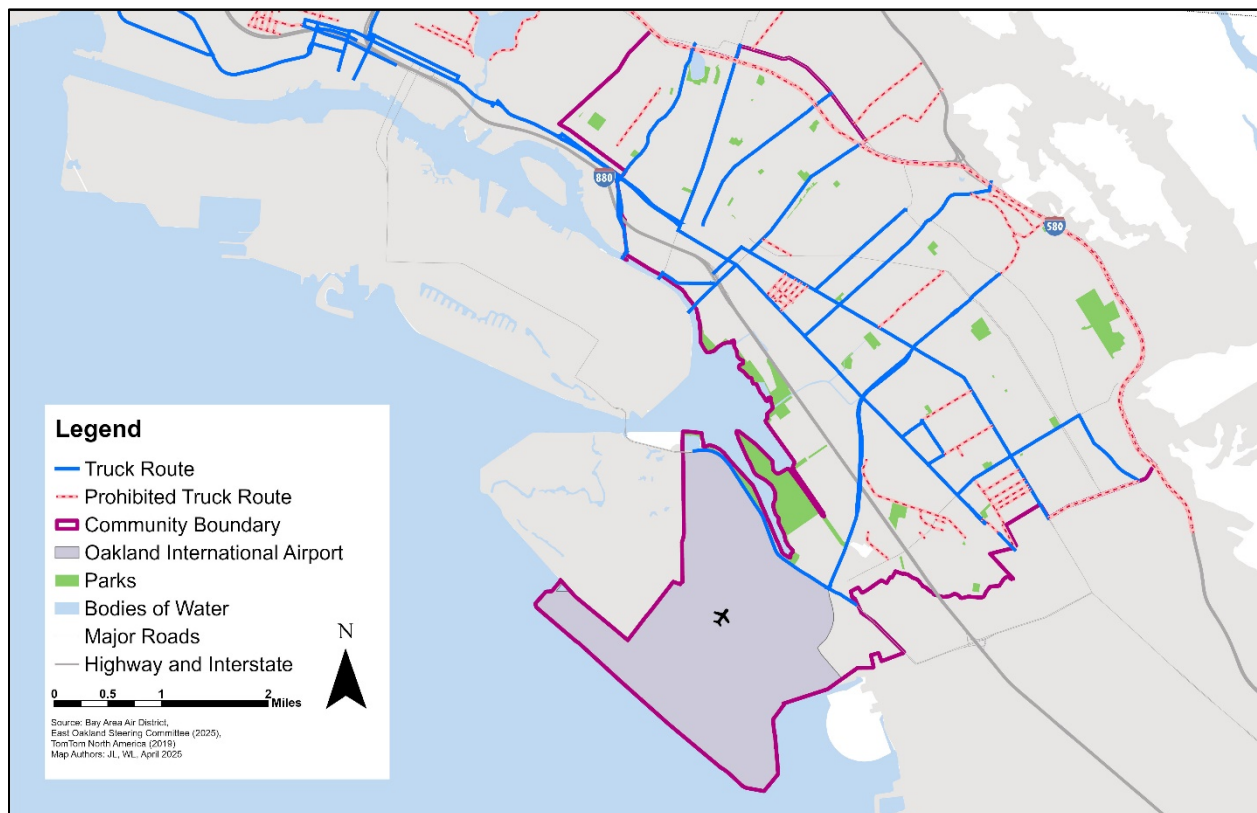 880
580
Legend
Truck Route
Prohibited Truck Route
Community Boundary
Oakland International Airport
Parks
Bodies of Water
Major Roads
Highway and Interstate
N
0 0.5 1 2
Miles
Source: Bay Area Air District,
East Oakland Steering Committee (2025),
TomTom North America (2019)
Map Authors: JL, WL, April 2025